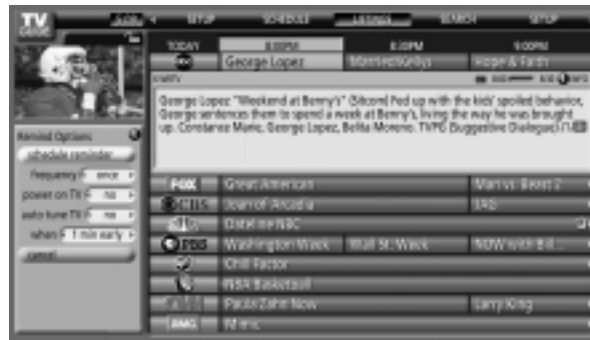 TV
GUIDE
SETUP SCHEDULE LISTINGS SEARCH SETUP
TODAY 8:00PM 8:30PM 9:00PM
abc George Lopez Married Kellys Hope & Faith
George Lopez "Weekend at Benny's" (Sitcom) Fed up with the kids' spoiled behavior,
George sentences them to spend a week at Benny's, living the way he was brought
up. Constance Marie, George Lopez, Belita Moreno. TVPG (Suggestive Dialogue)
Remind Options
schedule reminder
frequency once
power on TV no
auto tune TV no
when 1 min early
cancel
FOX Great American Man vs. Beast 2
CBS Joan of Arcadia JAG
Dateline NBC
PBS Washington Week Wall St. Week NOW with Bill...
Chill Factor
NBA Basketball
Paula Zahn Now Larry King
AMC Mimic